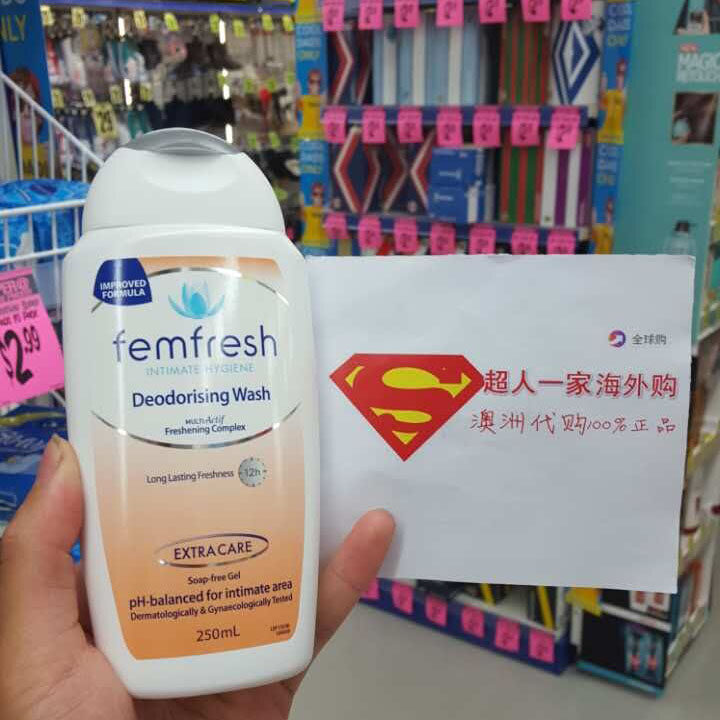 IMPROVED
FORMULA
femfresh
INTIMATE HYGIENE
Deodorising Wash
MULTIActif
Freshening Complex
Long Lasting Freshness 12h
EXTRA CARE
Soap-free Gel
pH-balanced for intimate area
Dermatologically & Gynaecologically Tested
250mL
全球购
S
超人一家海外购
澳洲代购100%正品
$2.99
ONLY
MAGIC